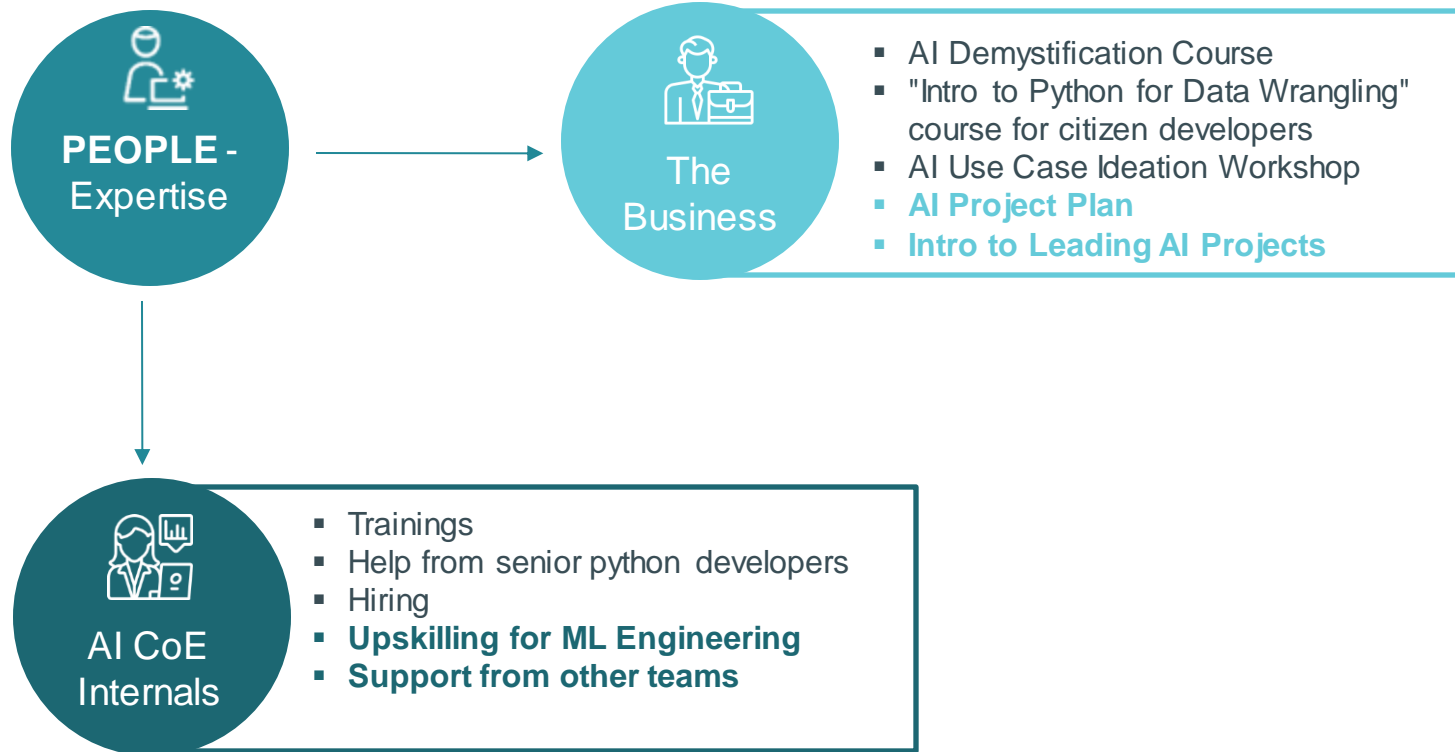 PEOPLE -
Expertise
The
Business
▪ AI Demystification Course
▪ "Intro to Python for Data Wrangling"
course for citizen developers
▪ AI Use Case Ideation Workshop
▪ AI Project Plan
▪ Intro to Leading AI Projects
AI CoE
Internals
▪ Trainings
▪ Help from senior python developers
▪ Hiring
▪ Upskilling for ML Engineering
▪ Support from other teams